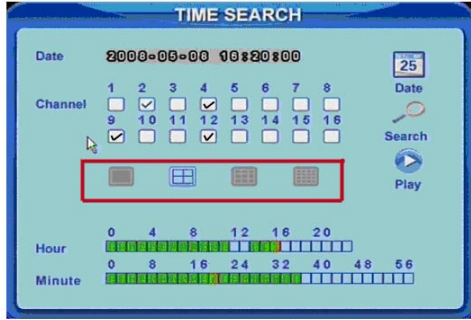 TIME SEARCH
Date 2008-05-08 16:20:00
25
Date
1 2 3 4 5 6 7 8
Channel
9 10 11 12 13 14 15 16
Search
Play
0 4 8 12 16 20
Hour
0 8 16 24 32 40 48 56
Minute